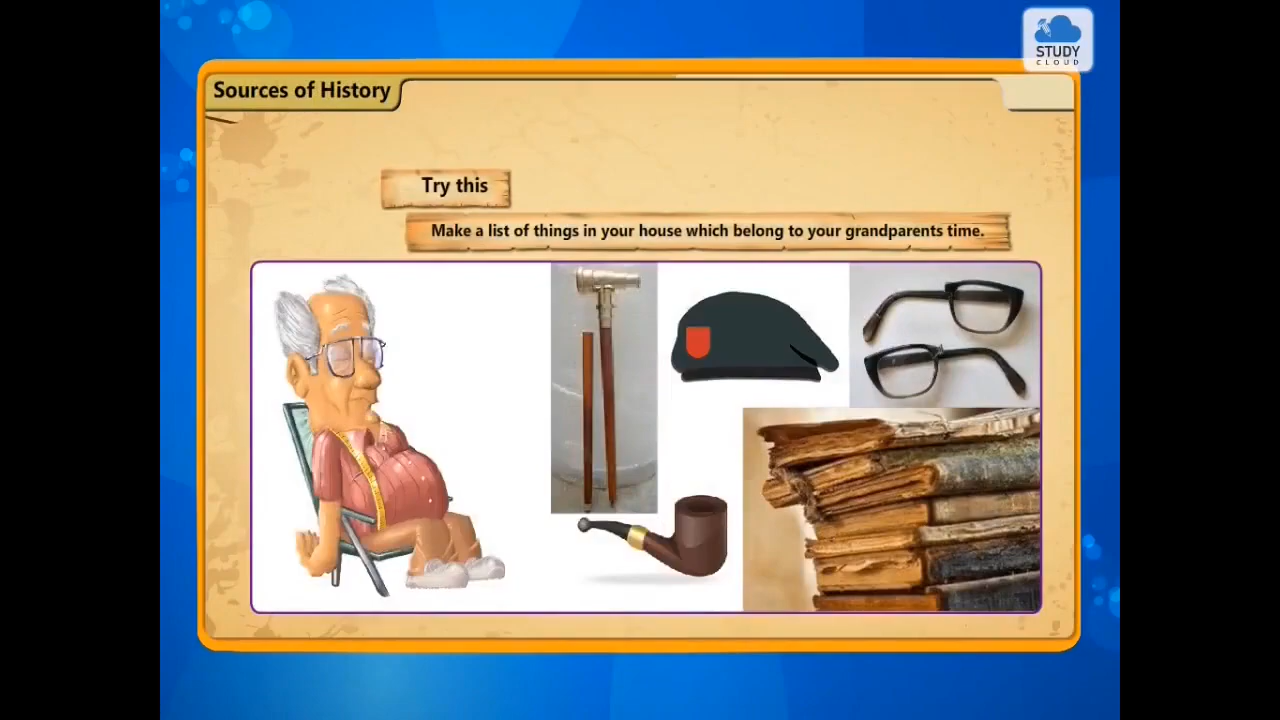 STUDY
CLOUD
Sources of History
Try this
Make a list of things in your house which belong to your grandparents time.